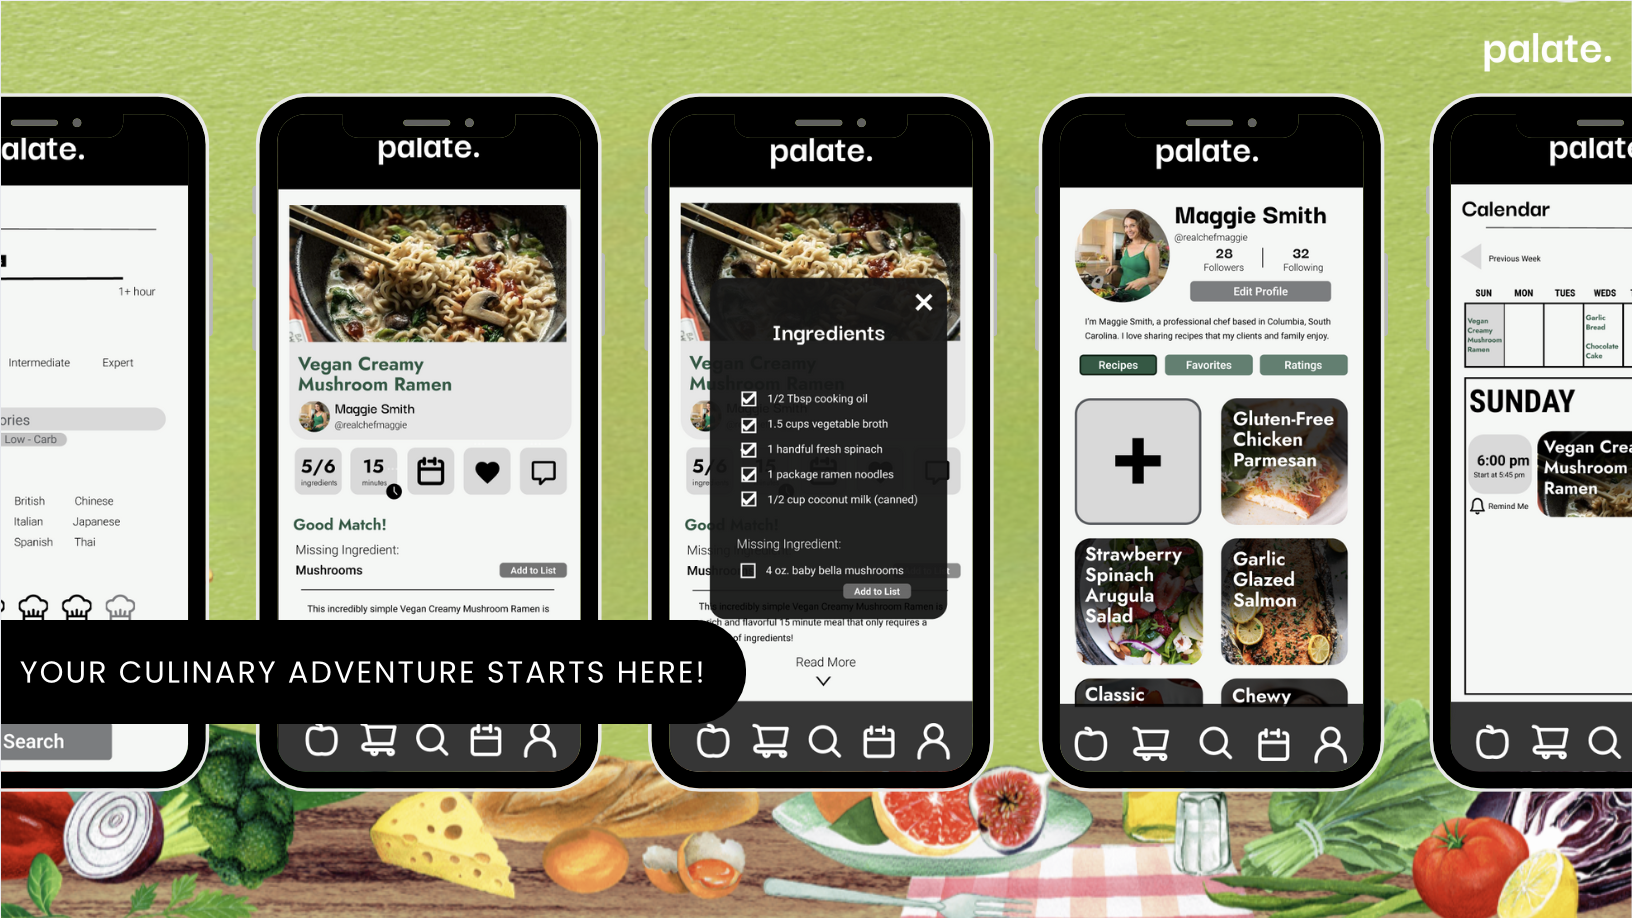 palate.
alate.
1+ hour
Intermediate Expert
ories
Low - Carb
British Chinese
Italian Japanese
Spanish Thai
Search
palate.
Vegan Creamy
Mushroom Ramen
Maggie Smith
@realchefmaggie
5/6
ingredients
15
minutes
Good Match!
Missing Ingredient:
Mushrooms
Add to List
This incredibly simple Vegan Creamy Mushroom Ramen is
palate.
Vegan Creamy
Mushroom Ramen
Ingredients
1/2 Tbsp cooking oil
1.5 cups vegetable broth
1 handful fresh spinach
1 package ramen noodles
1/2 cup coconut milk (canned)
Missing Ingredient:
4 oz. baby bella mushrooms
Add to List
5/6
Good Match!
This incredibly simple Vegan Creamy Mushroom Ramen is
rich and flavorful 15 minute meal that only requires a
of ingredients!
Read More
palate.
Maggie Smith
@realchefmaggie
28
Followers
32
Following
Edit Profile
I'm Maggie Smith, a professional chef based in Columbia, South
Carolina. I love sharing recipes that my clients and family enjoy.
Recipes
Favorites
Ratings
Gluten-Free
Chicken
Parmesan
Strawberry
Spinach
Arugula
Salad
Garlic
Glazed
Salmon
Classic
Chewy
palat
Calendar
Previous Week
SUN MON TUES WEDS
Vegan
Creamy
Mushroom
Ramen
Garlic
Bread
Chocolate
Cake
SUNDAY
6:00 pm
Start at 5:45 pm
Remind Me
Vegan Crea
Mushroom
Ramen
YOUR CULINARY ADVENTURE STARTS HERE!